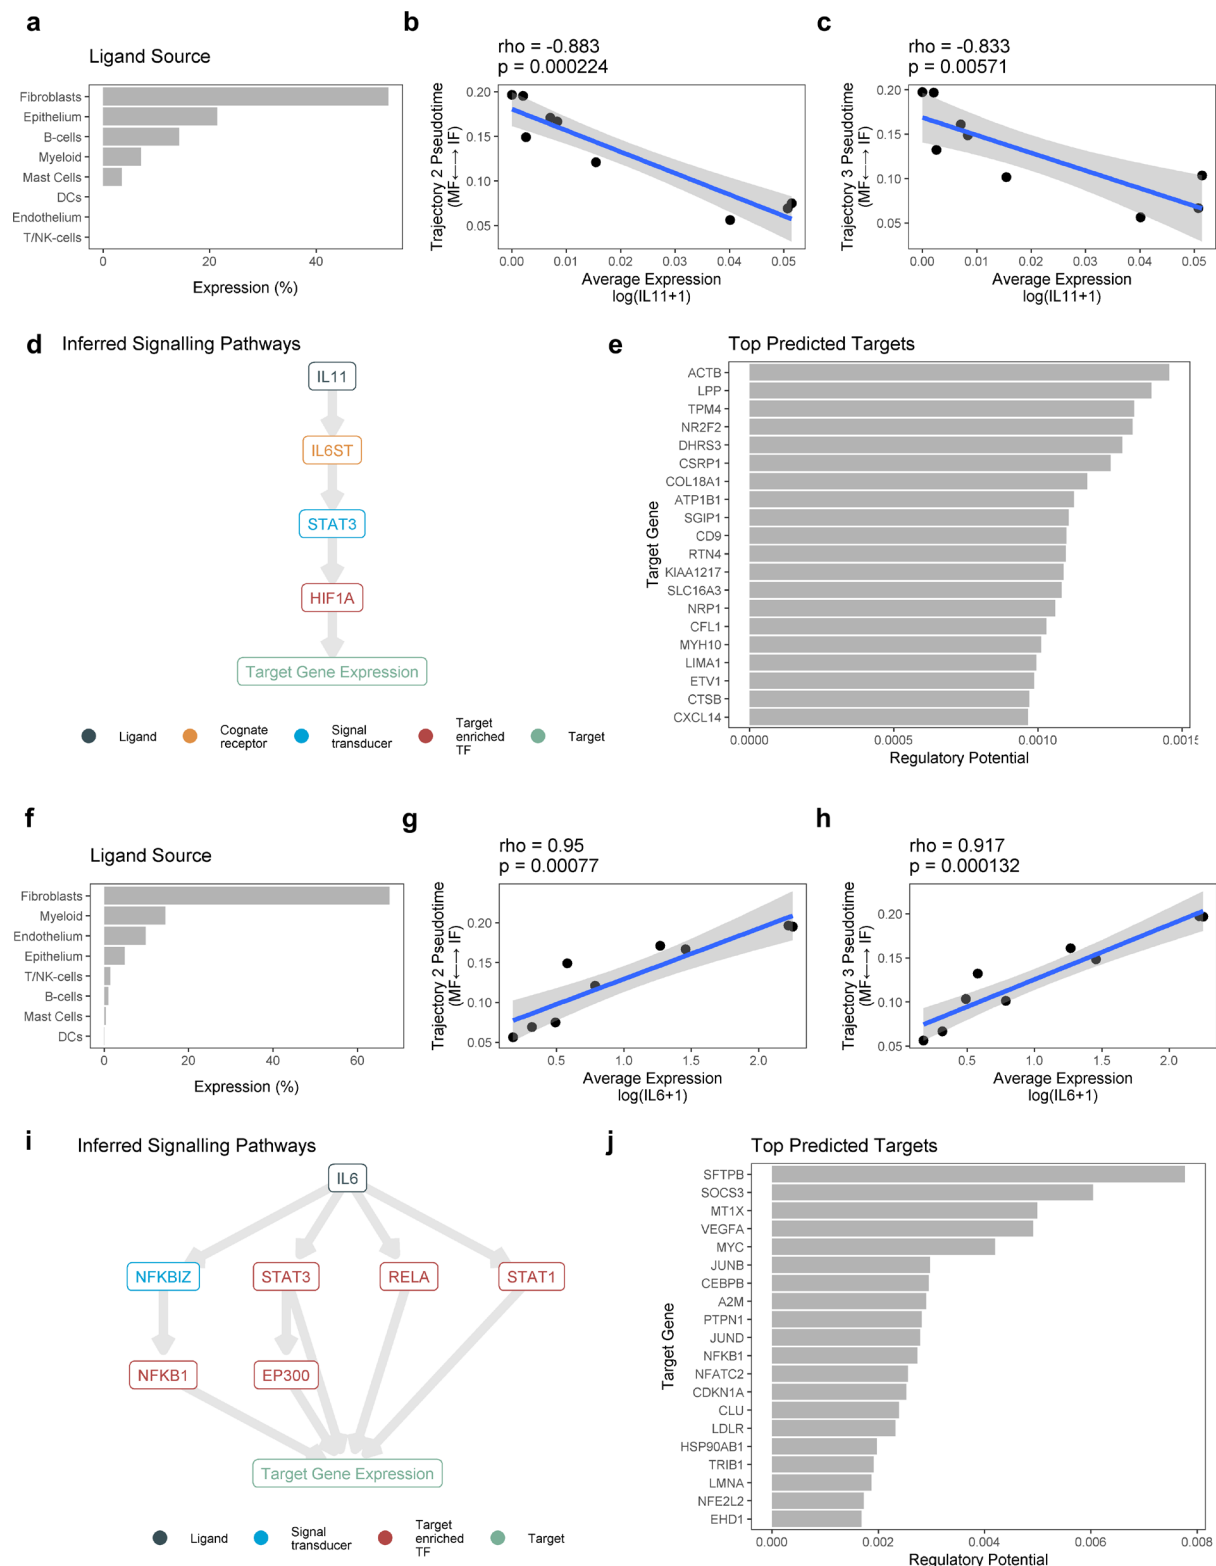 a
Ligand Source
Fibroblasts
Epithelium
B-cells
Myeloid
Mast Cells
DCs
Endothelium
T/NK-cells
0 20 40
Expression (%)
b
rho = -0.883
p = 0.000224
Trajectory 2 Pseudotime
(MF←→ IF)
0.20
0.15
0.10
0.05
0.00 0.01 0.02 0.03 0.04 0.05
Average Expression
log(IL11+1)
c
rho = -0.833
p = 0.00571
Trajectory 3 Pseudotime
(MF←→ IF)
0.20
0.15
0.10
0.05
0.00 0.01 0.02 0.03 0.04 0.05
Average Expression
log(IL11+1)
d
Inferred Signalling Pathways
IL11
IL6ST
STAT3
HIF1A
Target Gene Expression
Ligand
Cognate
receptor
Signal
transducer
Target
enriched
TF
Target
e
Top Predicted Targets
Target Gene
ACTB
LPP
TPM4
NR2F2
DHRS3
CSRP1
COL18A1
ATP1B1
SGIP1
CD9
RTN4
KIAA1217
SLC16A3
NRP1
CFL1
MYH10
LIMA1
ETV1
CTSB
CXCL14
0.0000 0.0005 0.0010 0.0015
Regulatory Potential
f
Ligand Source
Fibroblasts
Myeloid
Endothelium
Epithelium
T/NK-cells
B-cells
Mast Cells
DCs
0 20 40 60
Expression (%)
g
rho = 0.95
p = 0.00077
Trajectory 2 Pseudotime
(MF←→ IF)
0.20
0.15
0.10
0.05
0.5 1.0 1.5 2.0
Average Expression
log(IL6+1)
h
rho = 0.917
p = 0.000132
Trajectory 3 Pseudotime
(MF←→ IF)
0.20
0.15
0.10
0.05
0.5 1.0 1.5 2.0
Average Expression
log(IL6+1)
i
Inferred Signalling Pathways
IL6
NFKBIZ STAT3 RELA STAT1
NFKB1 EP300
Target Gene Expression
Ligand
Signal
transducer
Target
enriched
TF
Target
j
Top Predicted Targets
Target Gene
SFTPB
SOCS3
MT1X
VEGFA
MYC
JUNB
CEBPB
A2M
PTPN1
JUND
NFKB1
NFATC2
CDKN1A
CLU
LDLR
HSP90AB1
TRIB1
LMNA
NFE2L2
EHD1
0.000 0.002 0.004 0.006 0.008
Regulatory Potential